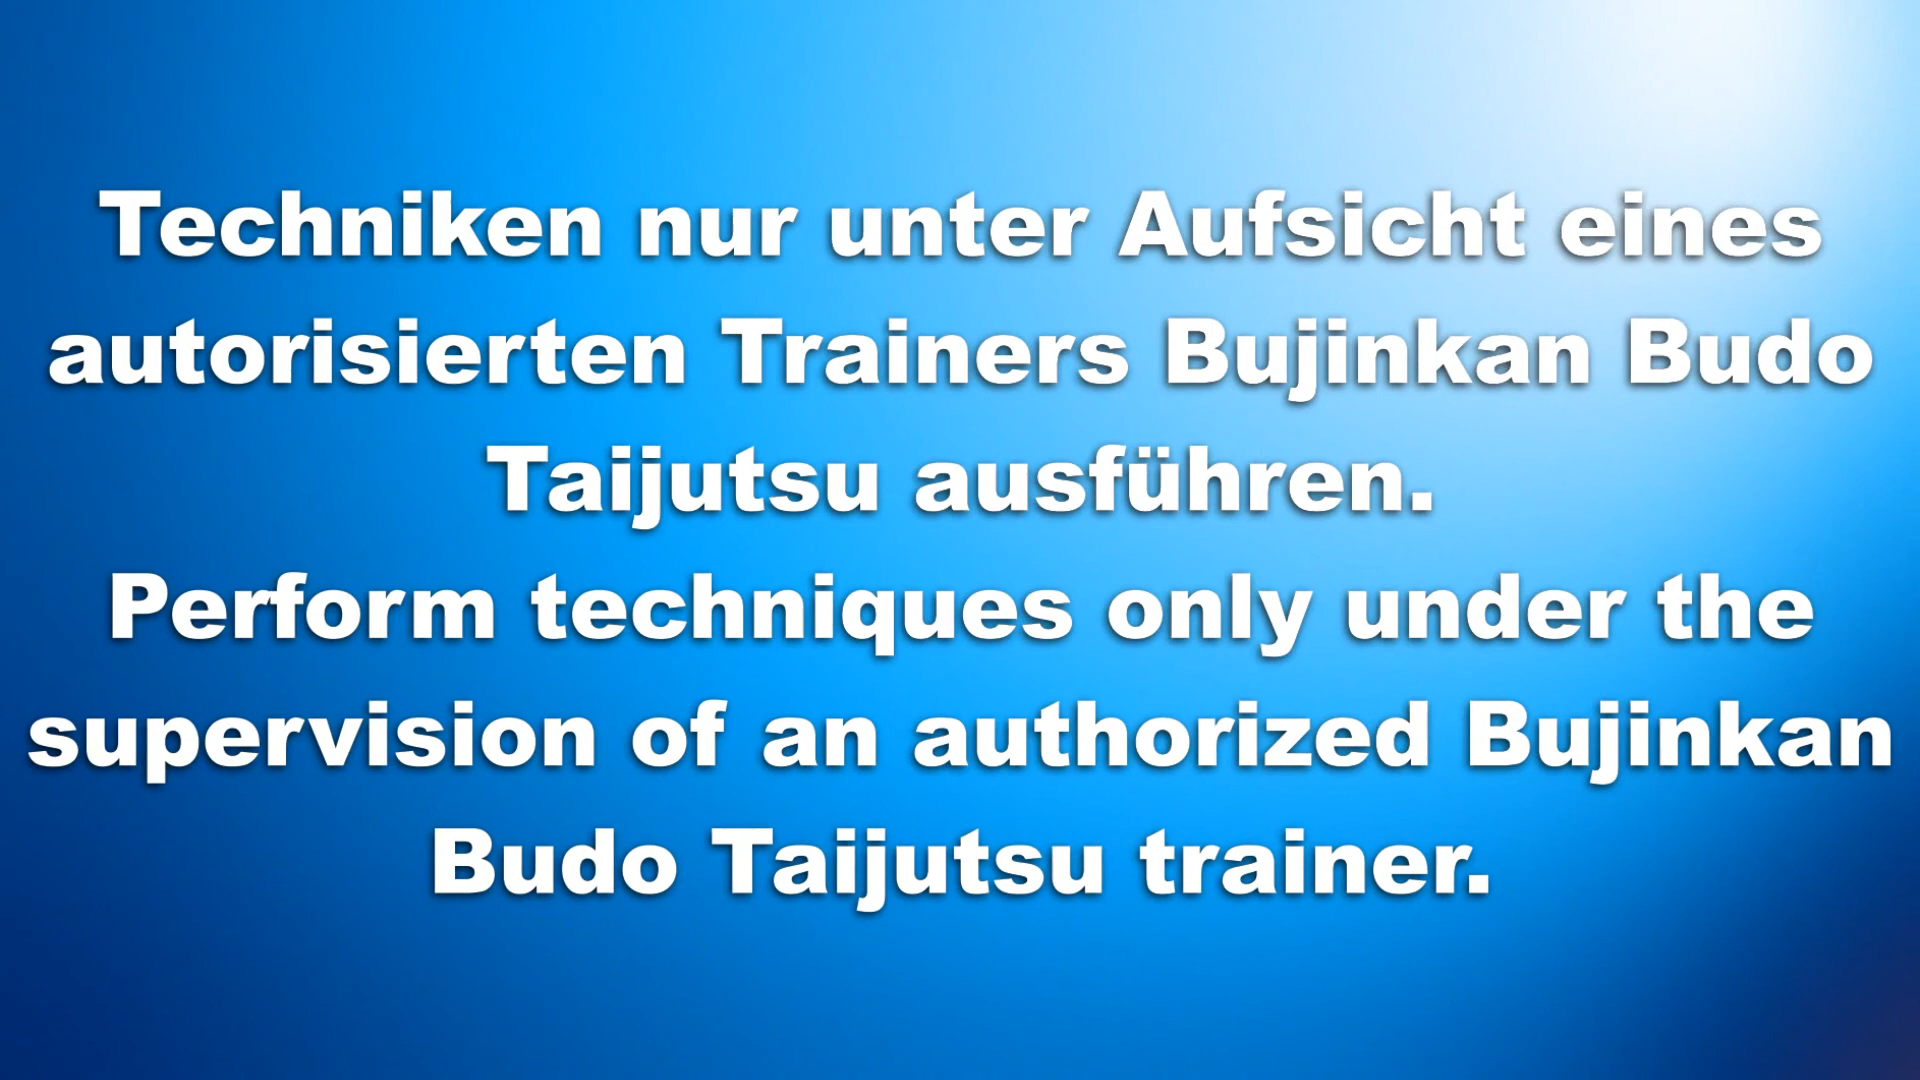 Techniken nur unter Aufsicht eines
autorisierten Trainers Bujinkan Budo
Taijutsu ausführen.
Perform techniques only under the
supervision of an authorized Bujinkan
Budo Taijutsu trainer.